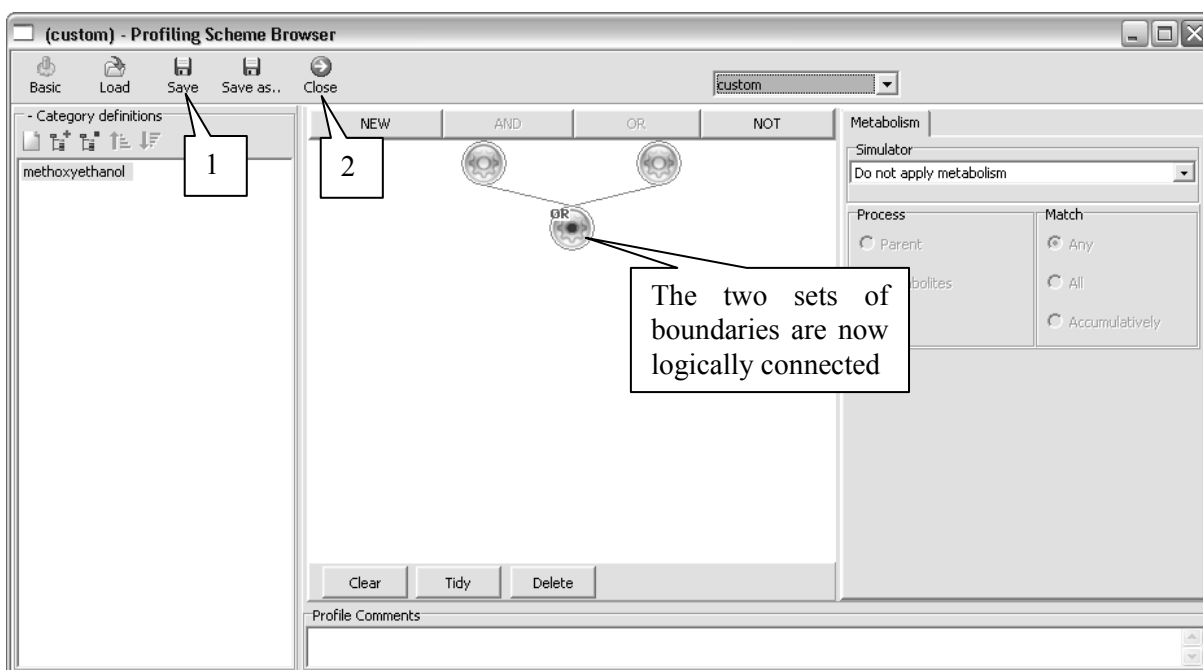 (custom) - Profiling Scheme Browser
Basic
Load
Save
Save as..
Close
custom
- Category definitions
methoxyethanol
1
2
NEW
AND
OR
NOT
OR
The two sets of
boundaries are now
logically connected
Metabolism
Simulator
Do not apply metabolism
Process
Parent
Match
Any
All
Accumulatively
Clear
Tidy
Delete
Profile Comments